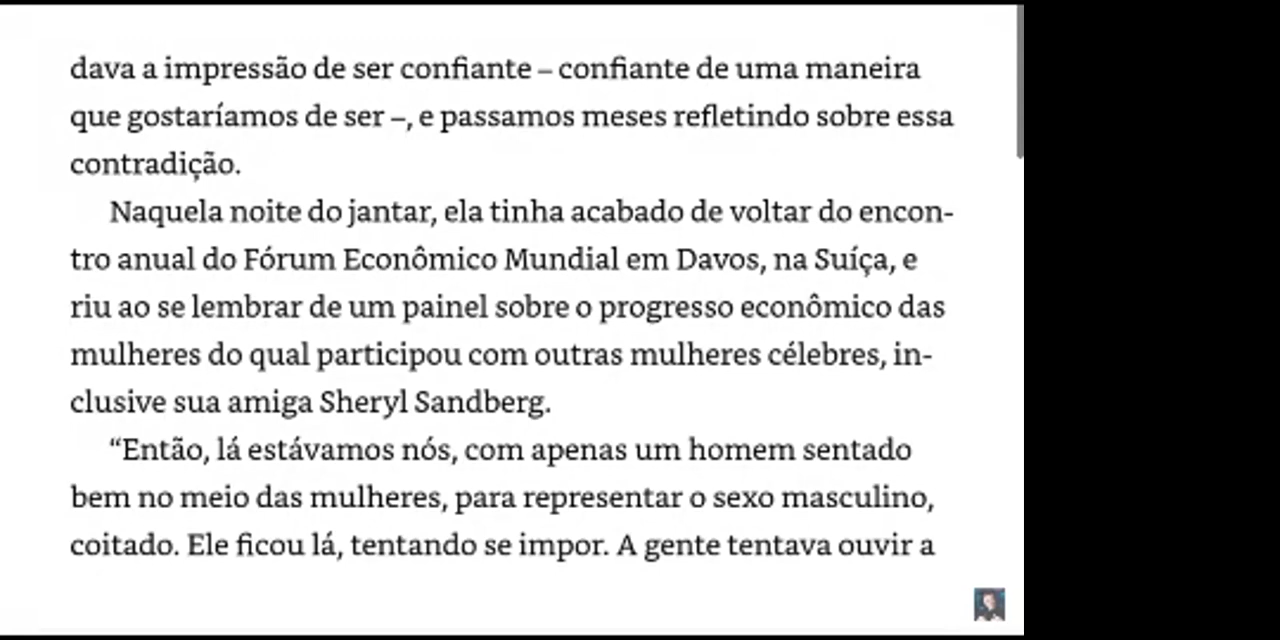 dava a impressão de ser confiante – confiante de uma maneira
que gostaríamos de ser –, e passamos meses refletindo sobre essa
contradição.
Naquela noite do jantar, ela tinha acabado de voltar do encon-
tro anual do Fórum Econômico Mundial em Davos, na Suíça, e
riu ao se lembrar de um painel sobre o progresso econômico das
mulheres do qual participou com outras mulheres célebres, in-
clusive sua amiga Sheryl Sandberg.
“Então, lá estávamos nós, com apenas um homem sentado
bem no meio das mulheres, para representar o sexo masculino,
coitado. Ele ficou lá, tentando se impor. A gente tentava ouvir a